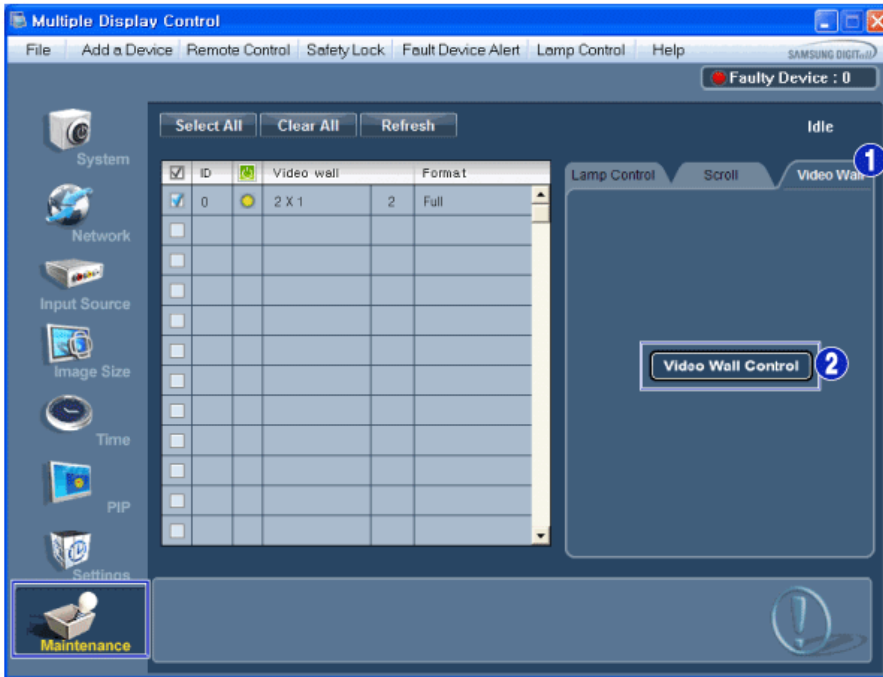 Multiple Display Control
File Add a Device Remote Control Safety Lock Fault Device Alert Lamp Control Help SAMSUNG DIGITall
Faulty Device : 0
Select All Clear All Refresh Idle
System
Network
Input Source
Image Size
Time
PIP
Settings
Maintenance
ID Video wall Format
0 2 X 1 2 Full
Lamp Control Scroll Video Wall 1
Video Wall Control 2